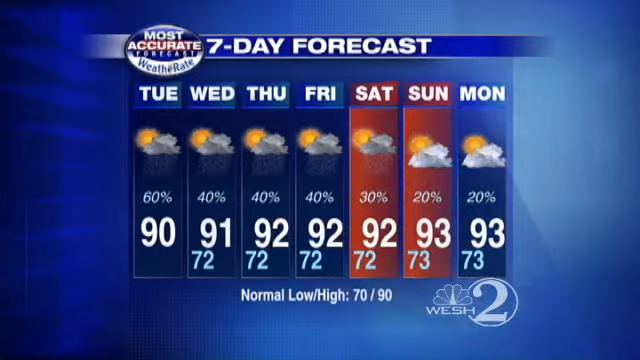 MOST
ACCURATE
FORECAST
WeatheRate
7-DAY FORECAST
TUE WED THU FRI SAT SUN MON
60% 40% 40% 40% 30% 20% 20%
90 91 92 92 92 93 93
72 72 72 72 73 73
Normal Low/High: 70 / 90
WESH 2